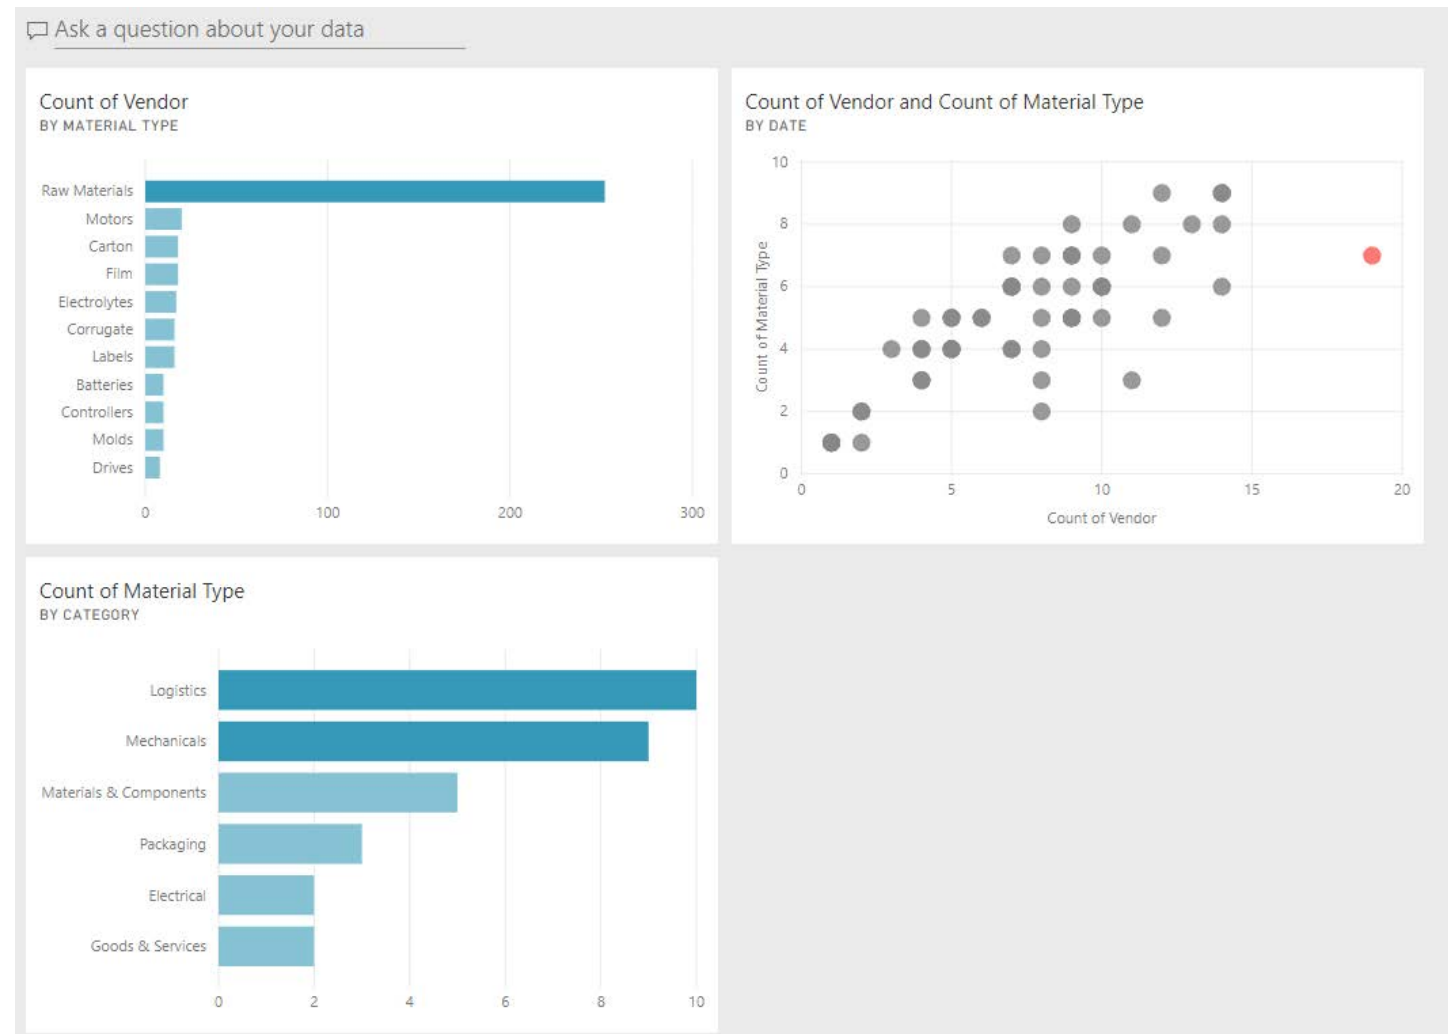 Ask a question about your data
Count of Vendor
BY MATERIAL TYPE
Raw Materials
Motors
Carton
Film
Electrolytes
Corrugate
Labels
Batteries
Controllers
Molds
Drives
0 100 200 300
Count of Vendor and Count of Material Type
BY DATE
Count of Material Type
10
8
6
4
2
0
0 5 10 15 20
Count of Vendor
Count of Material Type
BY CATEGORY
Logistics
Mechanicals
Materials & Components
Packaging
Electrical
Goods & Services
0 2 4 6 8 10